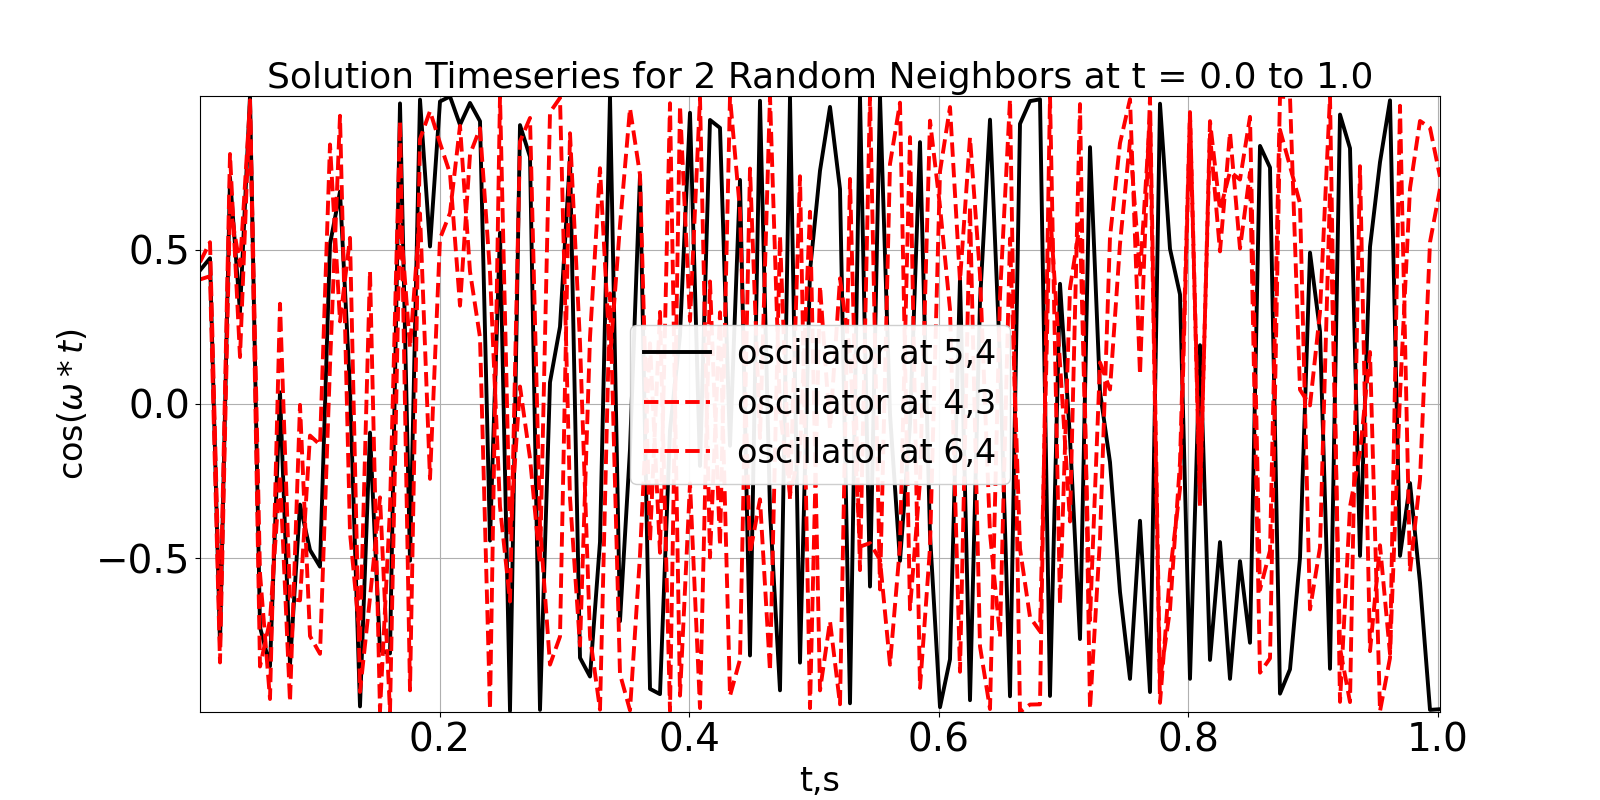 Solution Timeseries for 2 Random Neighbors at t = 0.0 to 1.0
cos(ω * t)
0.5
0.0
−0.5
oscillator at 5,4
oscillator at 4,3
oscillator at 6,4
0.2 0.4 0.6 0.8 1.0
t,s